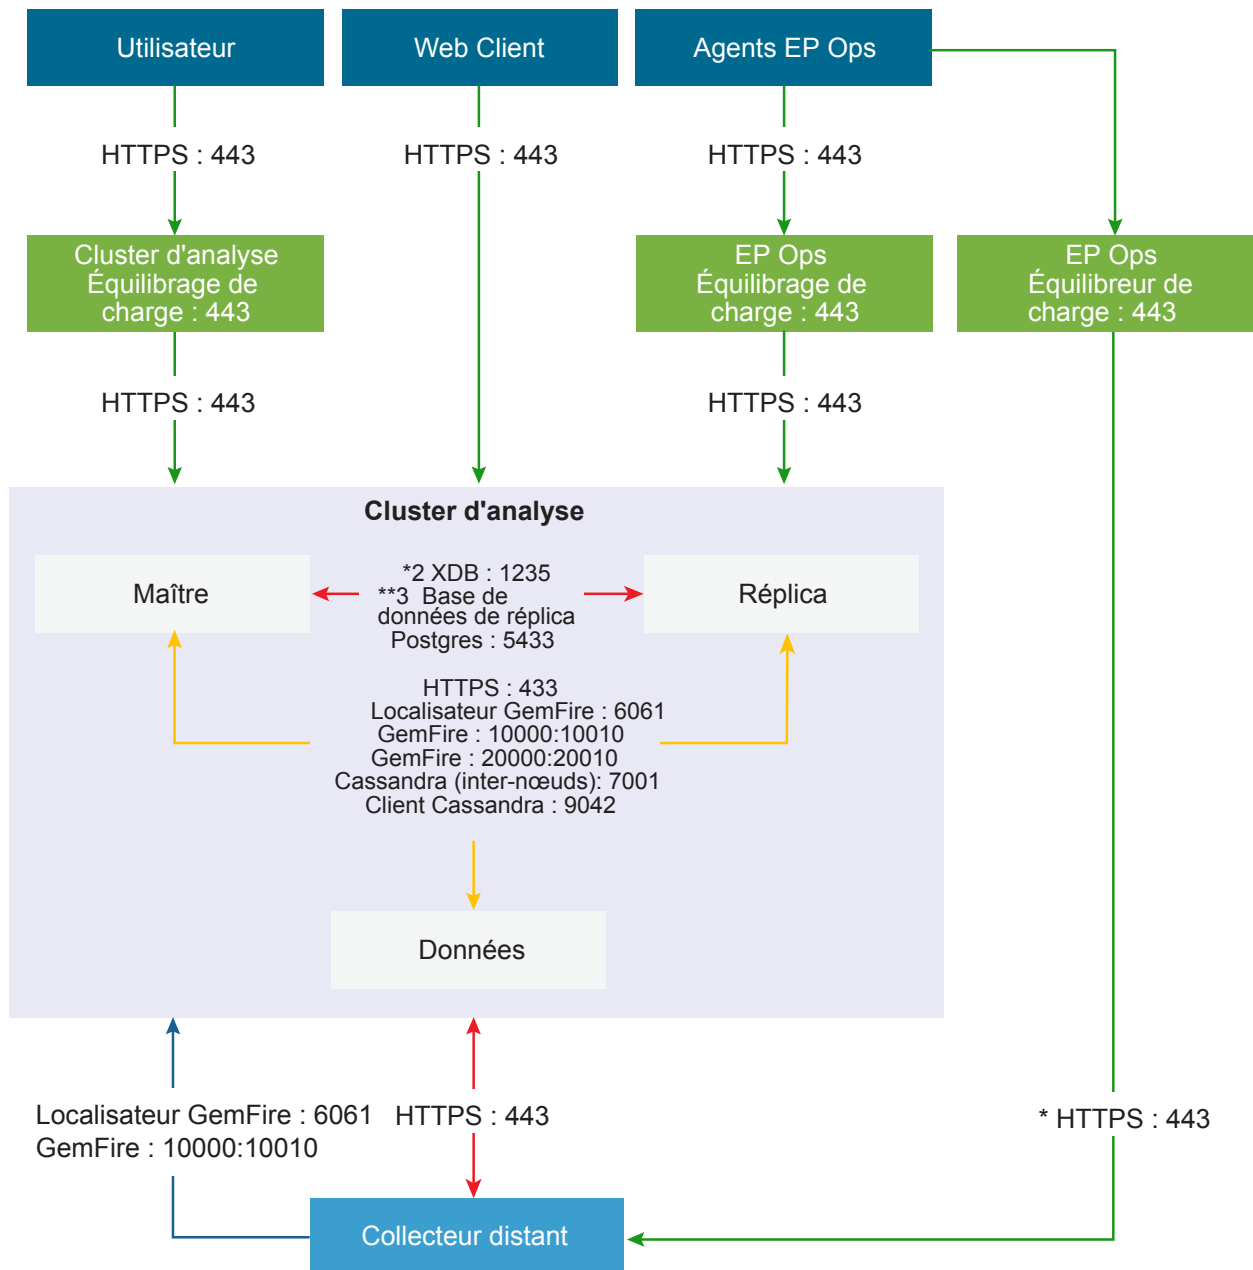 Utilisateur
Web Client
Agents EP Ops
HTTPS : 443
HTTPS : 443
HTTPS : 443
Cluster d'analyse
Équilibrage de
charge : 443
EP Ops
Équilibrage de
charge : 443
EP Ops
Équilibreur de
charge : 443
HTTPS : 443
HTTPS : 443
Cluster d'analyse
Maître
*2 XDB : 1235
**3 Base de
données de réplica
Postgres : 5433
Réplica
HTTPS : 433
Localisateur GemFire : 6061
GemFire : 10000:10010
GemFire : 20000:20010
Cassandra (inter-nœuds): 7001
Client Cassandra : 9042
Données
Localisateur GemFire : 6061
GemFire : 10000:10010
HTTPS : 443
* HTTPS : 443
Collecteur distant